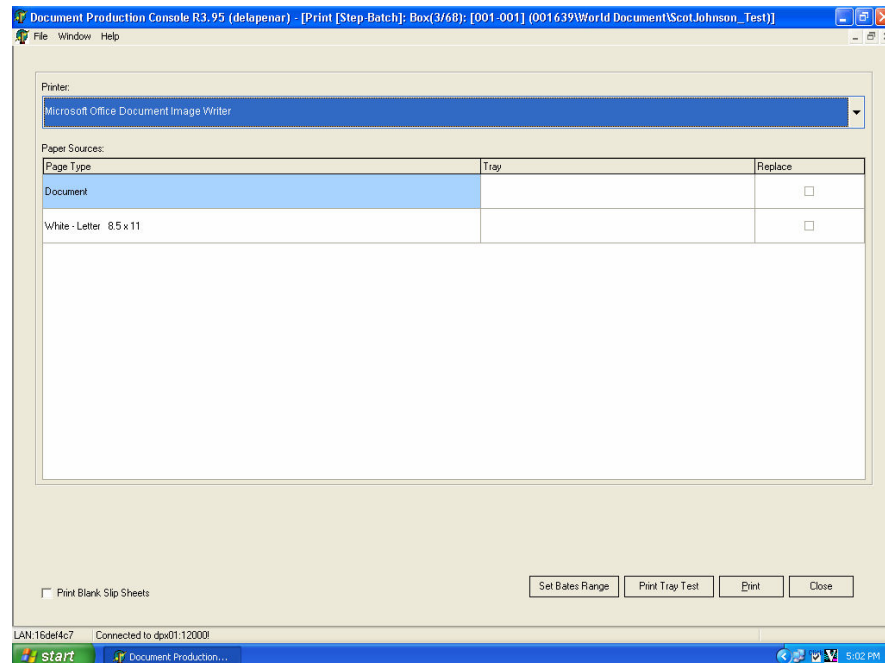 Document Production Console R3.95 (delapenar) - [Print [Step-Batch]: Box(3/68): [001-001] (001639\World Document\ScotJohnson_Test)]
File Window Help
Printer:
Microsoft Office Document Image Writer
Paper Sources:
Page Type Tray Replace
Document
White - Letter 8.5 x 11
Print Blank Slip Sheets
Set Bates Range Print Tray Test Print Close
LAN:16def4c7 Connected to dpx01:12000!
start Document Production... 5:02 PM